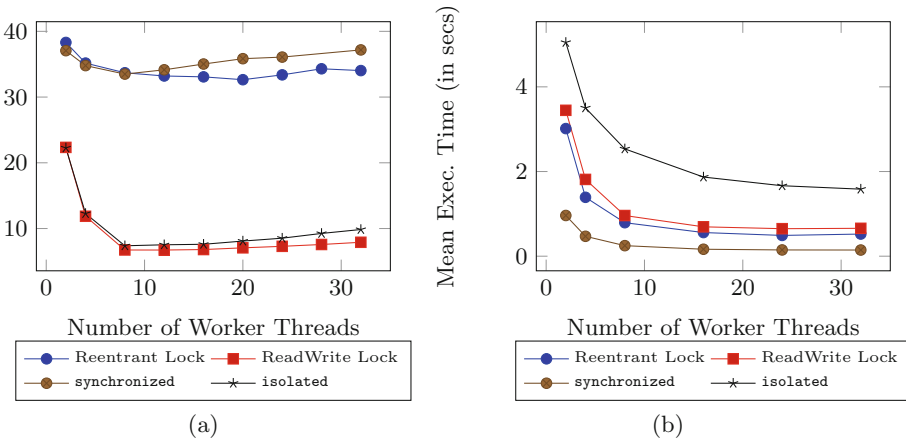 40
30
20
10
0 10 20 30
Number of Worker Threads
Reentrant Lock ReadWrite Lock
synchronized isolated
(a)
Mean Exec. Time (in secs)
4
2
0
0 10 20 30
Number of Worker Threads
Reentrant Lock ReadWrite Lock
synchronized isolated
(b)